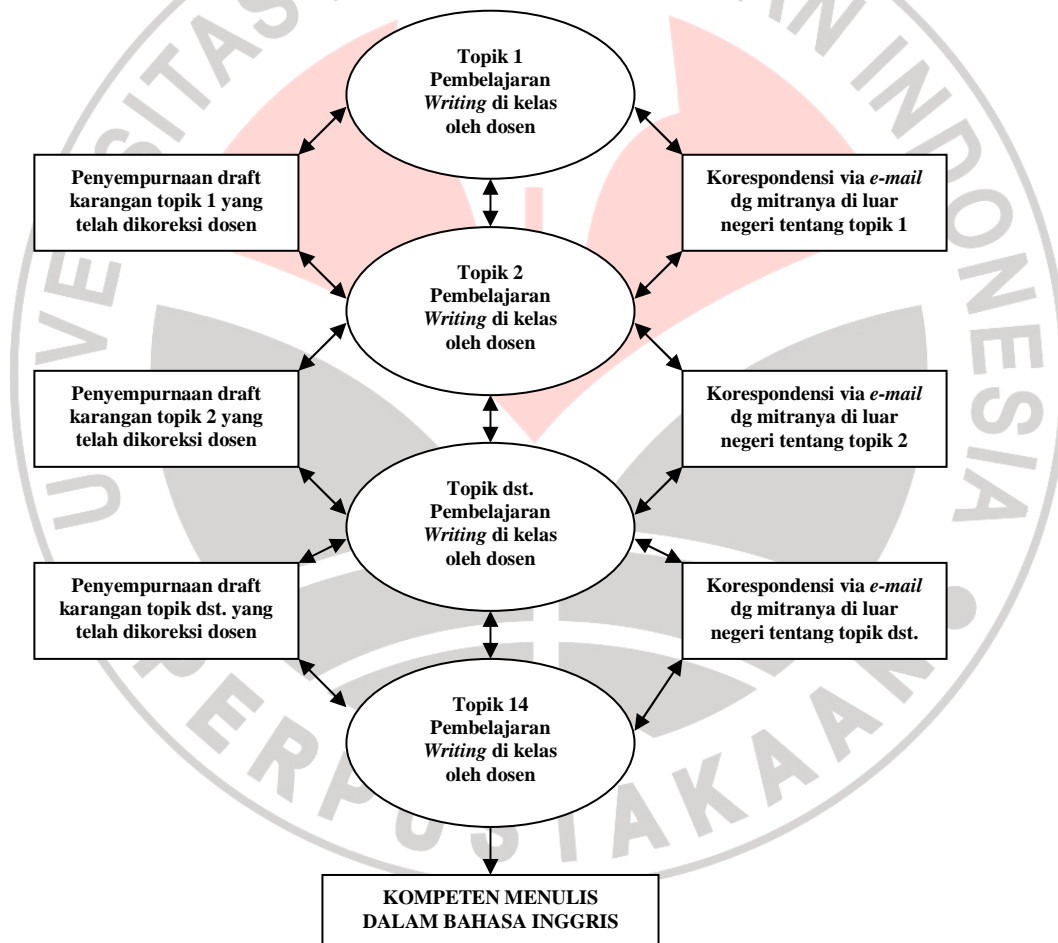 Topik 1
Pembelajaran
Writing di kelas
oleh dosen
Penyempurnaan draft
karangan topik 1 yang
telah dikoreksi dosen
Korespondensi via e-mail
dg mitranya di luar
negeri tentang topik 1
Topik 2
Pembelajaran
Writing di kelas
oleh dosen
Penyempurnaan draft
karangan topik 2 yang
telah dikoreksi dosen
Korespondensi via e-mail
dg mitranya di luar
negeri tentang topik 2
Topik dst.
Pembelajaran
Writing di kelas
oleh dosen
Penyempurnaan draft
karangan topik dst. yang
telah dikoreksi dosen
Korespondensi via e-mail
dg mitranya di luar
negeri tentang topik dst.
Topik 14
Pembelajaran
Writing di kelas
oleh dosen
KOMPETEN MENULIS
DALAM BAHASA INGGRIS
INDONESIA
PERPUSTAKAAN